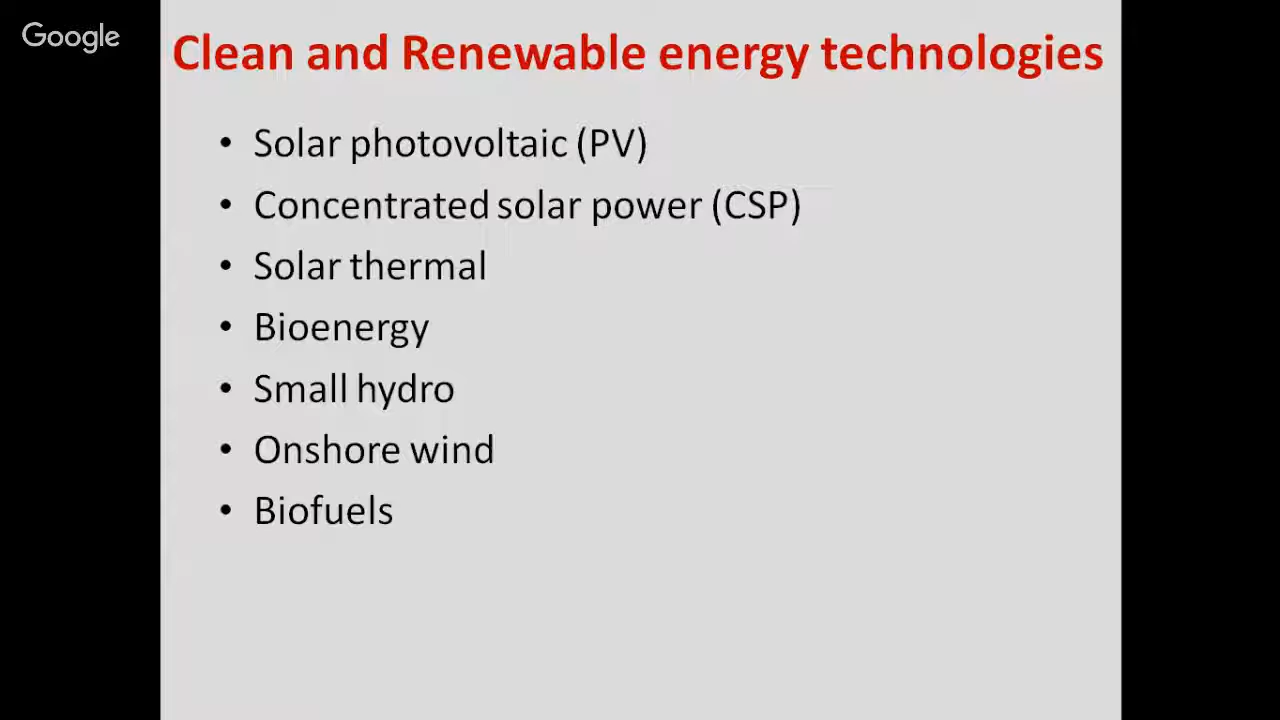 Google
Clean and Renewable energy technologies
• Solar photovoltaic (PV)
• Concentrated solar power (CSP)
• Solar thermal
• Bioenergy
• Small hydro
• Onshore wind
• Biofuels